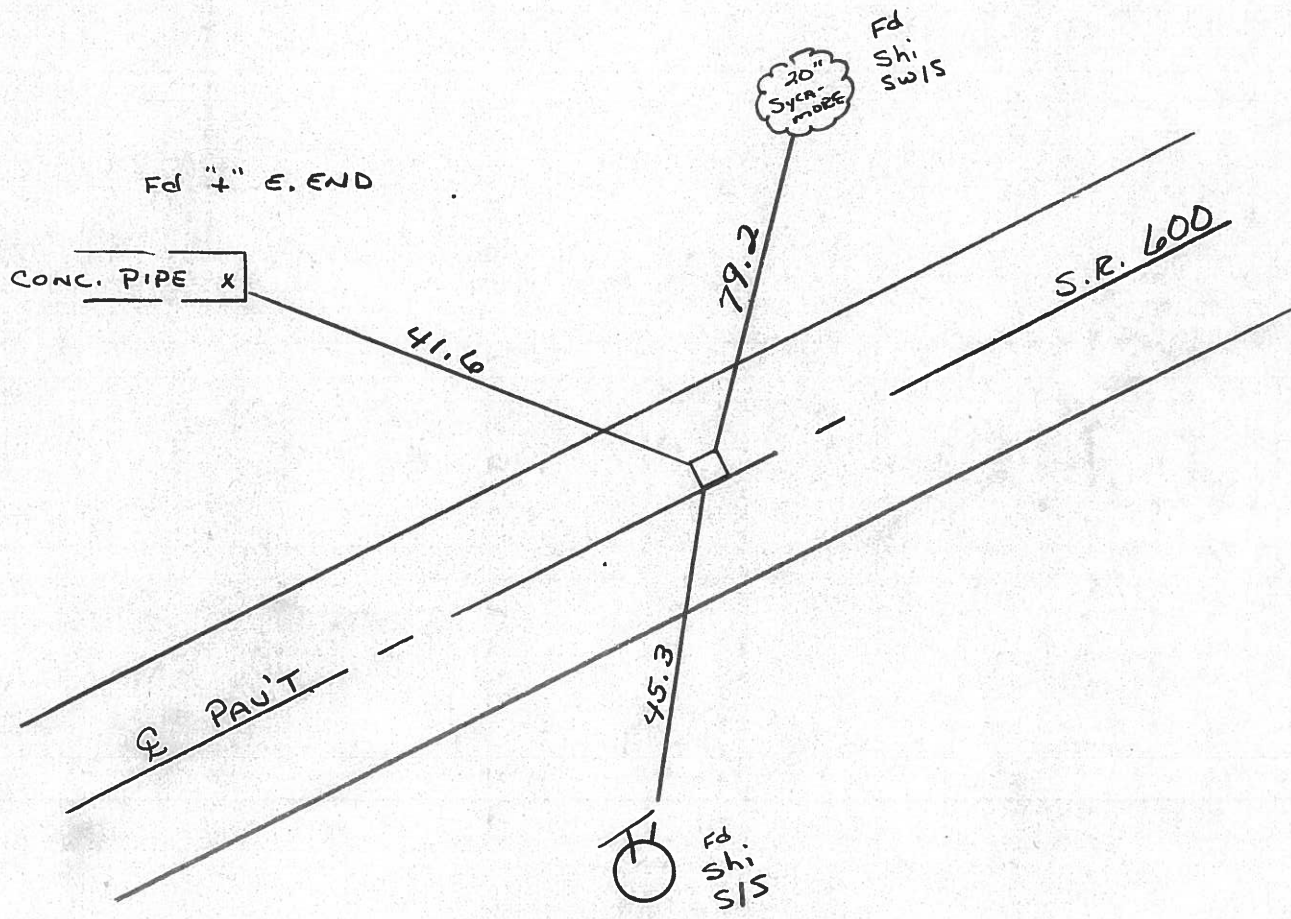 Fd
Shi
SW/S
20"
SYCA-
MORE
Fd "+" E. END
CONC. PIPE X
79.2
S.R. 600
41.6
45.3
℄ PAV'T.
Fd
Shi
S/S